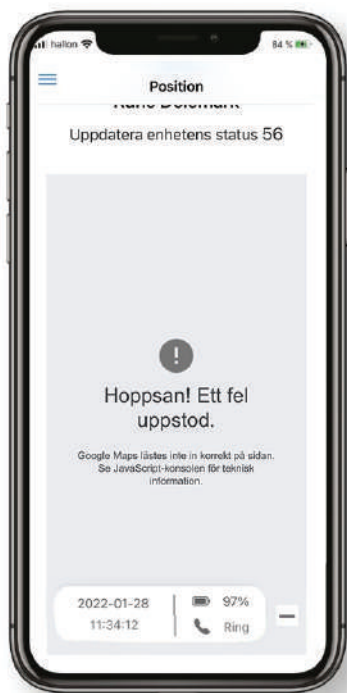 hallon
84 %
Position
Uppdatera enhetens status 56
Hoppsan! Ett fel
uppstod.
Google Maps lästes inte in korrekt på sidan.
Se JavaScript-konsolen för teknisk
information.
2022-01-28
97%
11:34:12
Ring